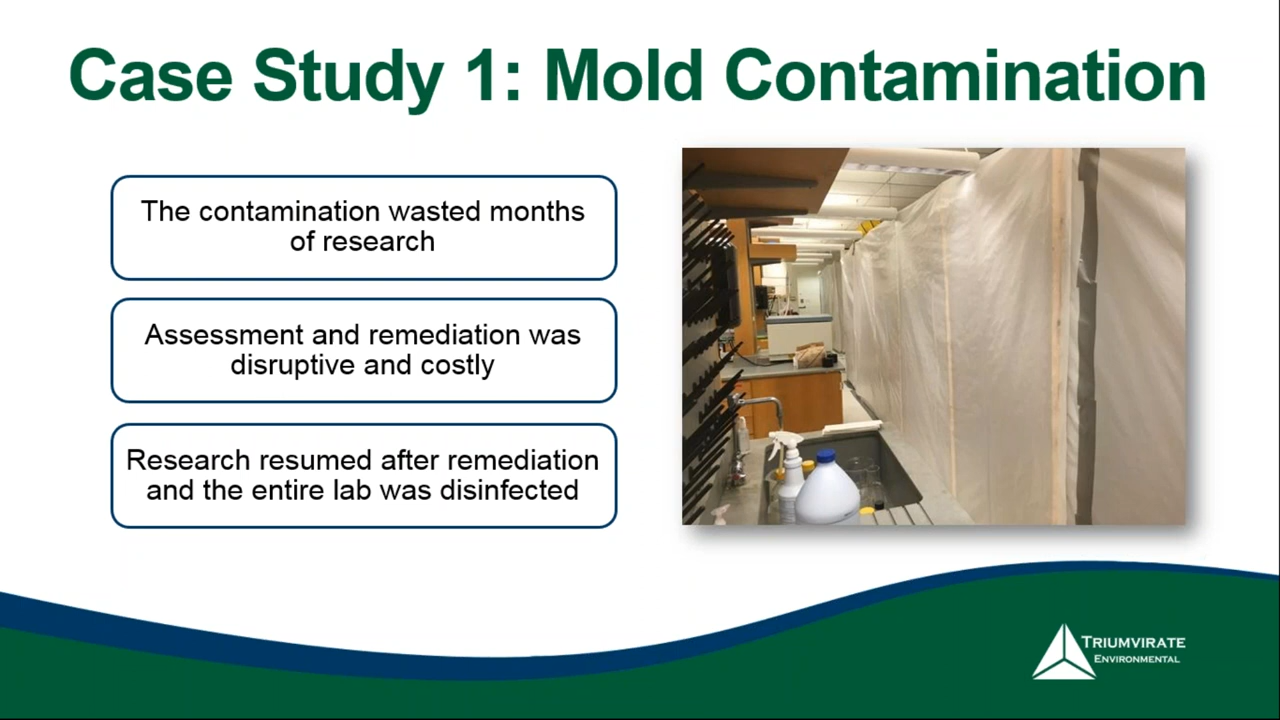 Case Study 1: Mold Contamination
The contamination wasted months
of research
Assessment and remediation was
disruptive and costly
Research resumed after remediation
and the entire lab was disinfected
TRIUMVIRATE
ENVIRONMENTAL